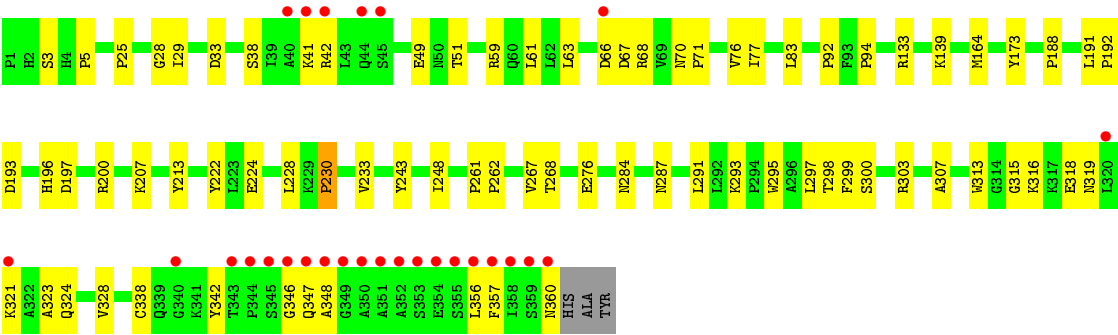 P1 H2 S3 H4 P5 P25 G28 I29 D33 S38 I39 A40 K41 R42 L43 Q44 S45 E49 N50 T51 R59 Q60 L61 L62 L63 D66 D67 R68 V69 N70 P71 V76 I77 L83 P92 F93 P94 R133 K139 M164 Y173 P188 L191 P192
D193 H196 D197 R200 K207 Y213 Y222 L223 E224 L228 K229 P230 V233 Y243 I248 P261 P262 V267 T268 E276 N284 N287 L291 L292 K293 P294 W295 A296 L297 T298 F299 S300 R303 A307 W313 G314 G315 K316 K317 E318 N319 L320
K321 A322 A323 Q324 V328 C338 Q339 G340 K341 Y342 T343 P344 S345 G346 Q347 A348 G349 A350 A351 A352 S353 E354 S355 L356 F357 I358 S359 N360 HIS ALA TYR